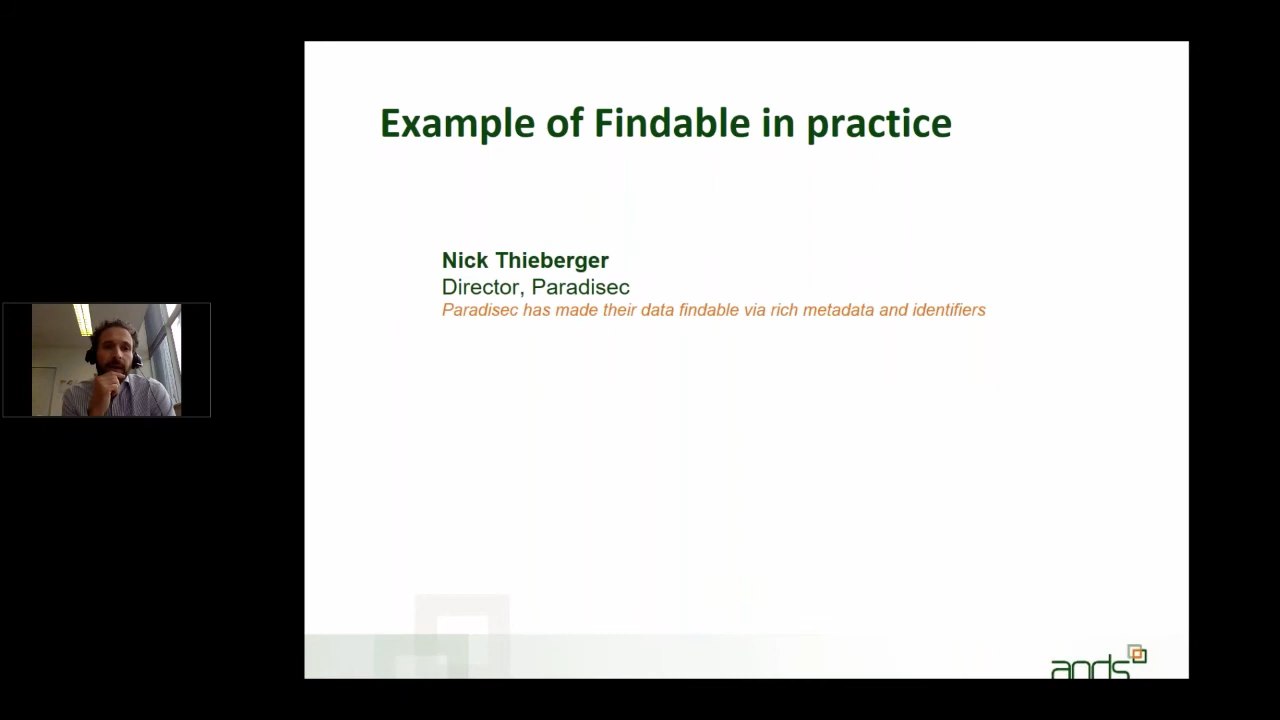 Example of Findable in practice
Nick Thieberger
Director, Paradisec
Paradisec has made their data findable via rich metadata and identifiers
ands